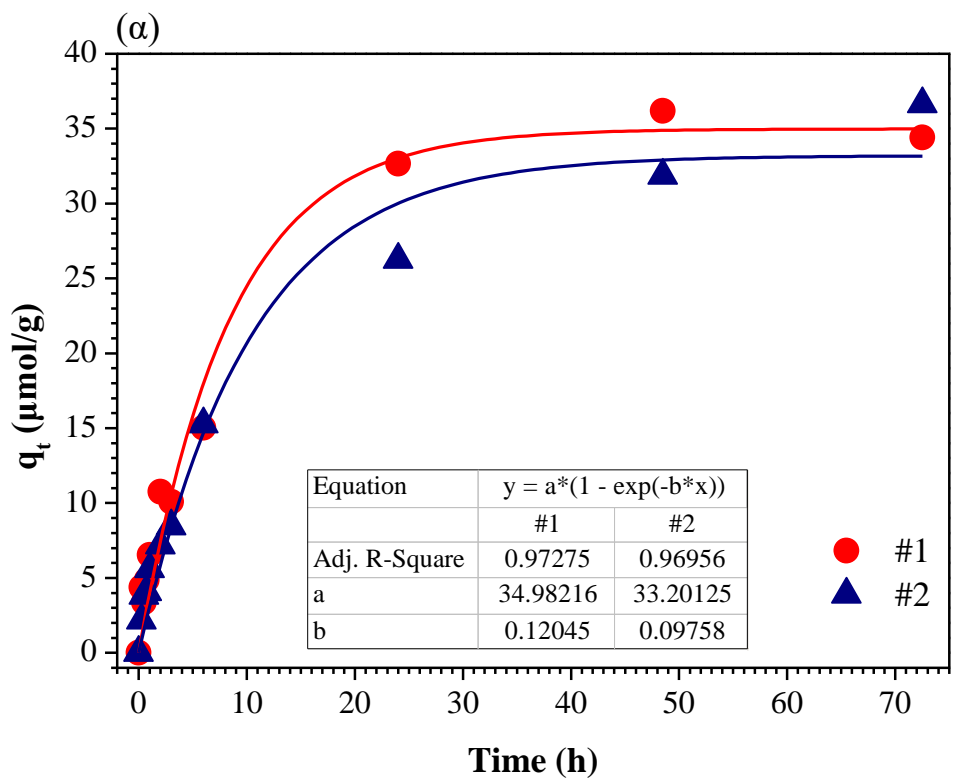 (α)
40
35
30
25
20
15
10
5
0
q_t (μmol/g)
0 10 20 30 40 50 60 70
Time (h)
Equation y = a*(1 - exp(-b*x))
#1 #2
Adj. R-Square 0.97275 0.96956
a 34.98216 33.20125
b 0.12045 0.09758
#1
#2